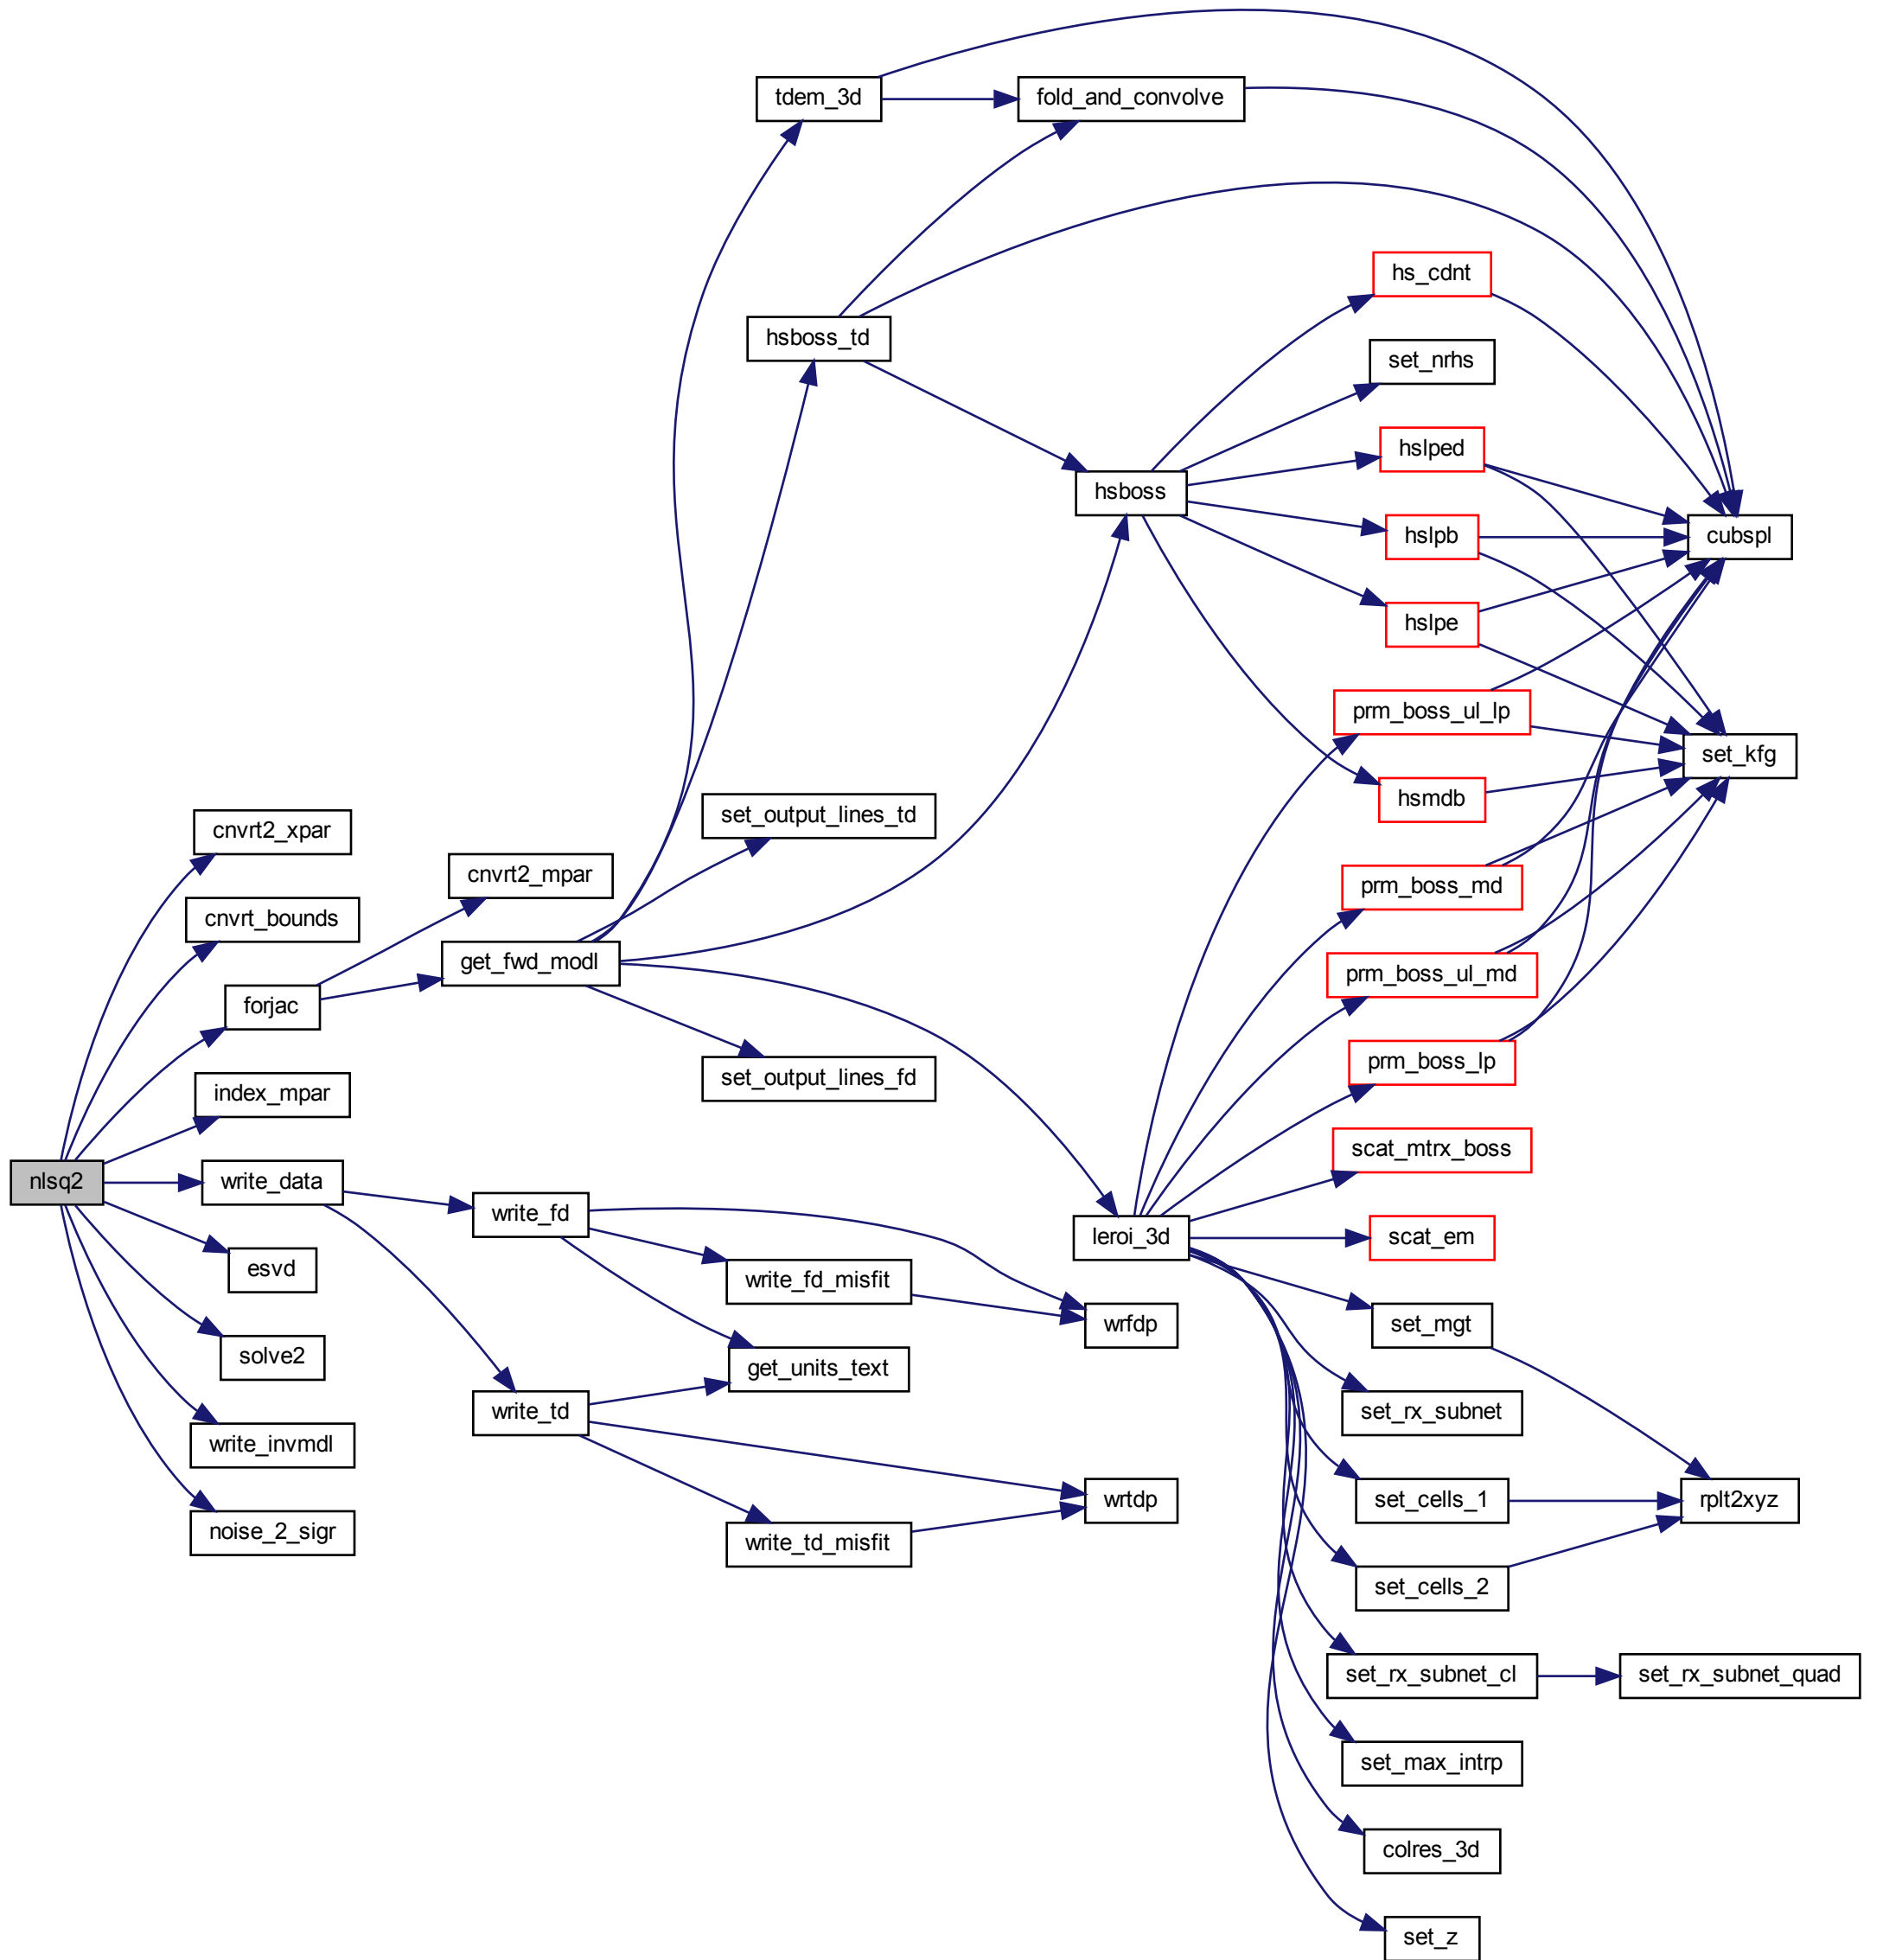 tdem_3d
fold_and_convolve
hs_cdnt
hsboss_td
set_nrhs
hslped
hsboss
hslpb
cubspl
hslpe
prm_boss_ul_lp
set_kfg
hsmdb
set_output_lines_td
cnvrt2_xpar
cnvrt2_mpar
prm_boss_md
cnvrt_bounds
get_fwd_modl
prm_boss_ul_md
forjac
prm_boss_lp
set_output_lines_fd
index_mpar
scat_mtrx_boss
nlsq2
write_data
write_fd
leroi_3d
scat_em
esvd
write_fd_misfit
wrfdp
set_mgt
solve2
get_units_text
write_td
set_rx_subnet
write_invmdl
wrtdp
set_cells_1
rplt2xyz
noise_2_sigr
write_td_misfit
set_cells_2
set_rx_subnet_cl
set_rx_subnet_quad
set_max_intrp
colres_3d
set_z